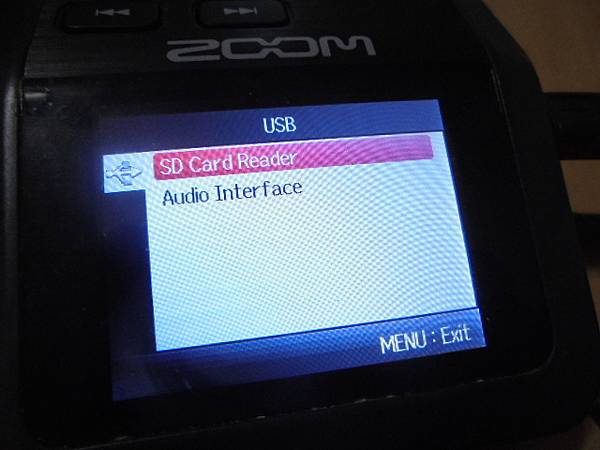 ZOOM
USB
SD Card Reader
Audio Interface
MENU : Exit